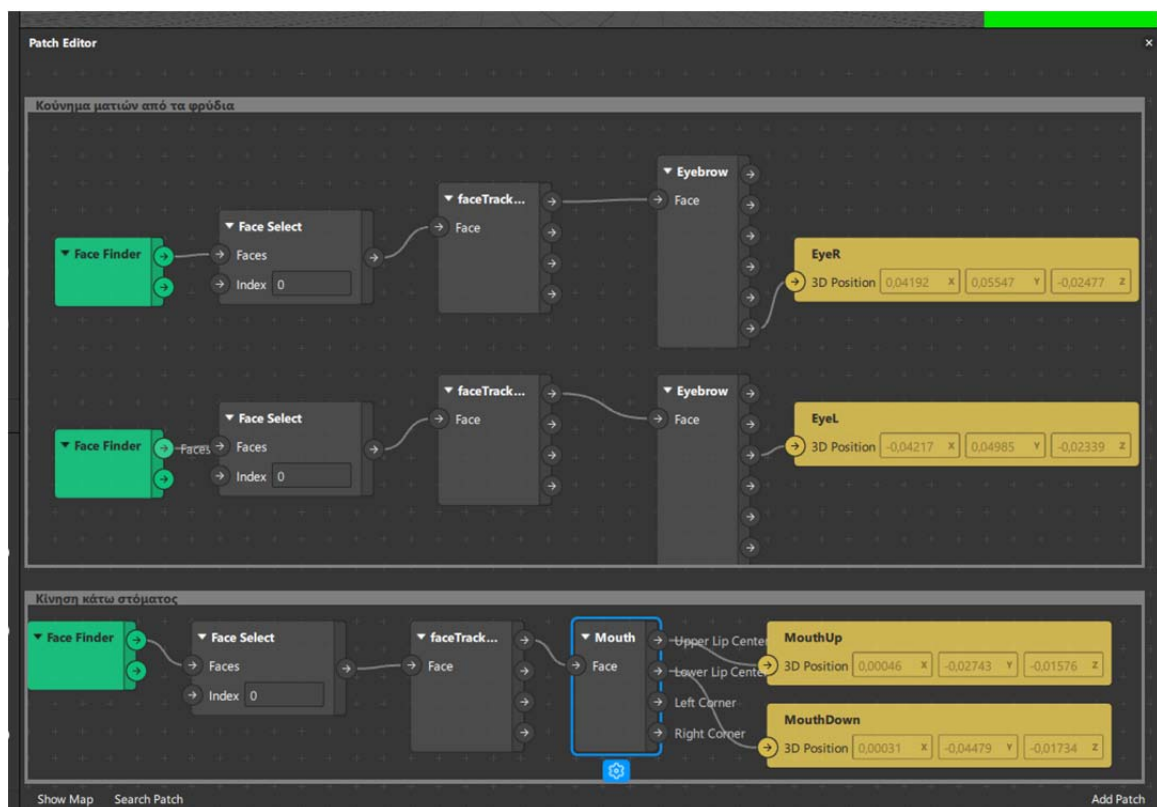 Patch Editor
Κούνημα ματιών από τα φρύδια
Face Finder
Face Select
Faces
Index 0
faceTrack...
Face
Eyebrow
Face
EyeR
3D Position 0,04192 X 0,05547 Y -0,02477 Z
Face Finder
Faces
Face Select
Faces
Index 0
faceTrack...
Face
Eyebrow
Face
EyeL
3D Position -0,04217 X 0,04985 Y -0,02339 Z
Κίνηση κάτω στόματος
Face Finder
Face Select
Faces
Index 0
faceTrack...
Face
Mouth
Face
Upper Lip Center
Lower Lip Center
Left Corner
Right Corner
MouthUp
3D Position 0,00046 X -0,02743 Y -0,01576 Z
MouthDown
3D Position 0,00031 X -0,04479 Y -0,01734 Z
Show Map Search Patch Add Patch